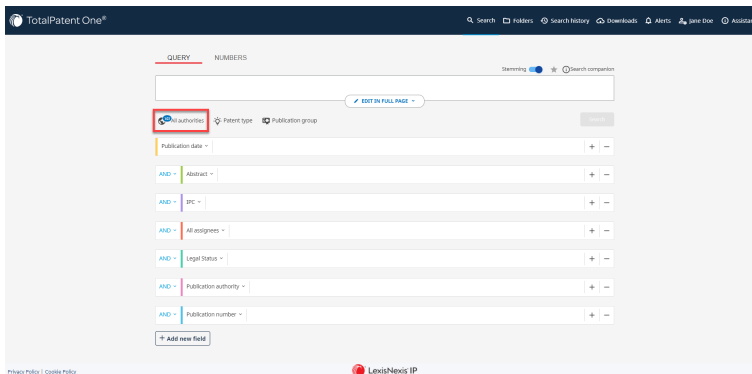 TotalPatent One®
Search Folders Search history Downloads Alerts Jane Doe Assistan
QUERY NUMBERS
Stemming Search companion
EDIT IN FULL PAGE
All authorities Patent type Publication group
Publication date
AND Abstract
AND IPC
AND All assignees
AND Legal Status
AND Publication authority
AND Publication number
+ Add new field
Privacy Policy | Cookie Policy
LexisNexis® IP